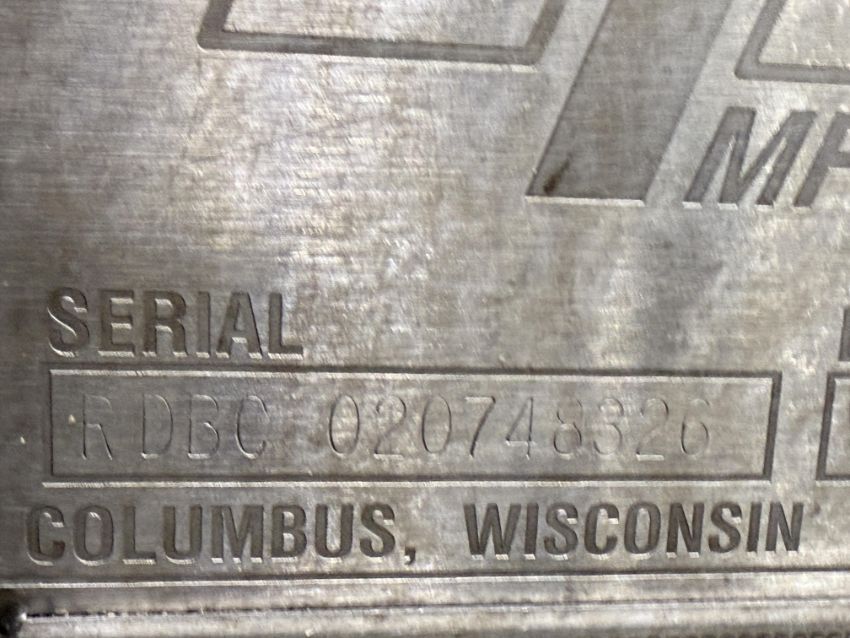 SERIAL
RDBC 020748326
COLUMBUS, WISCONSIN